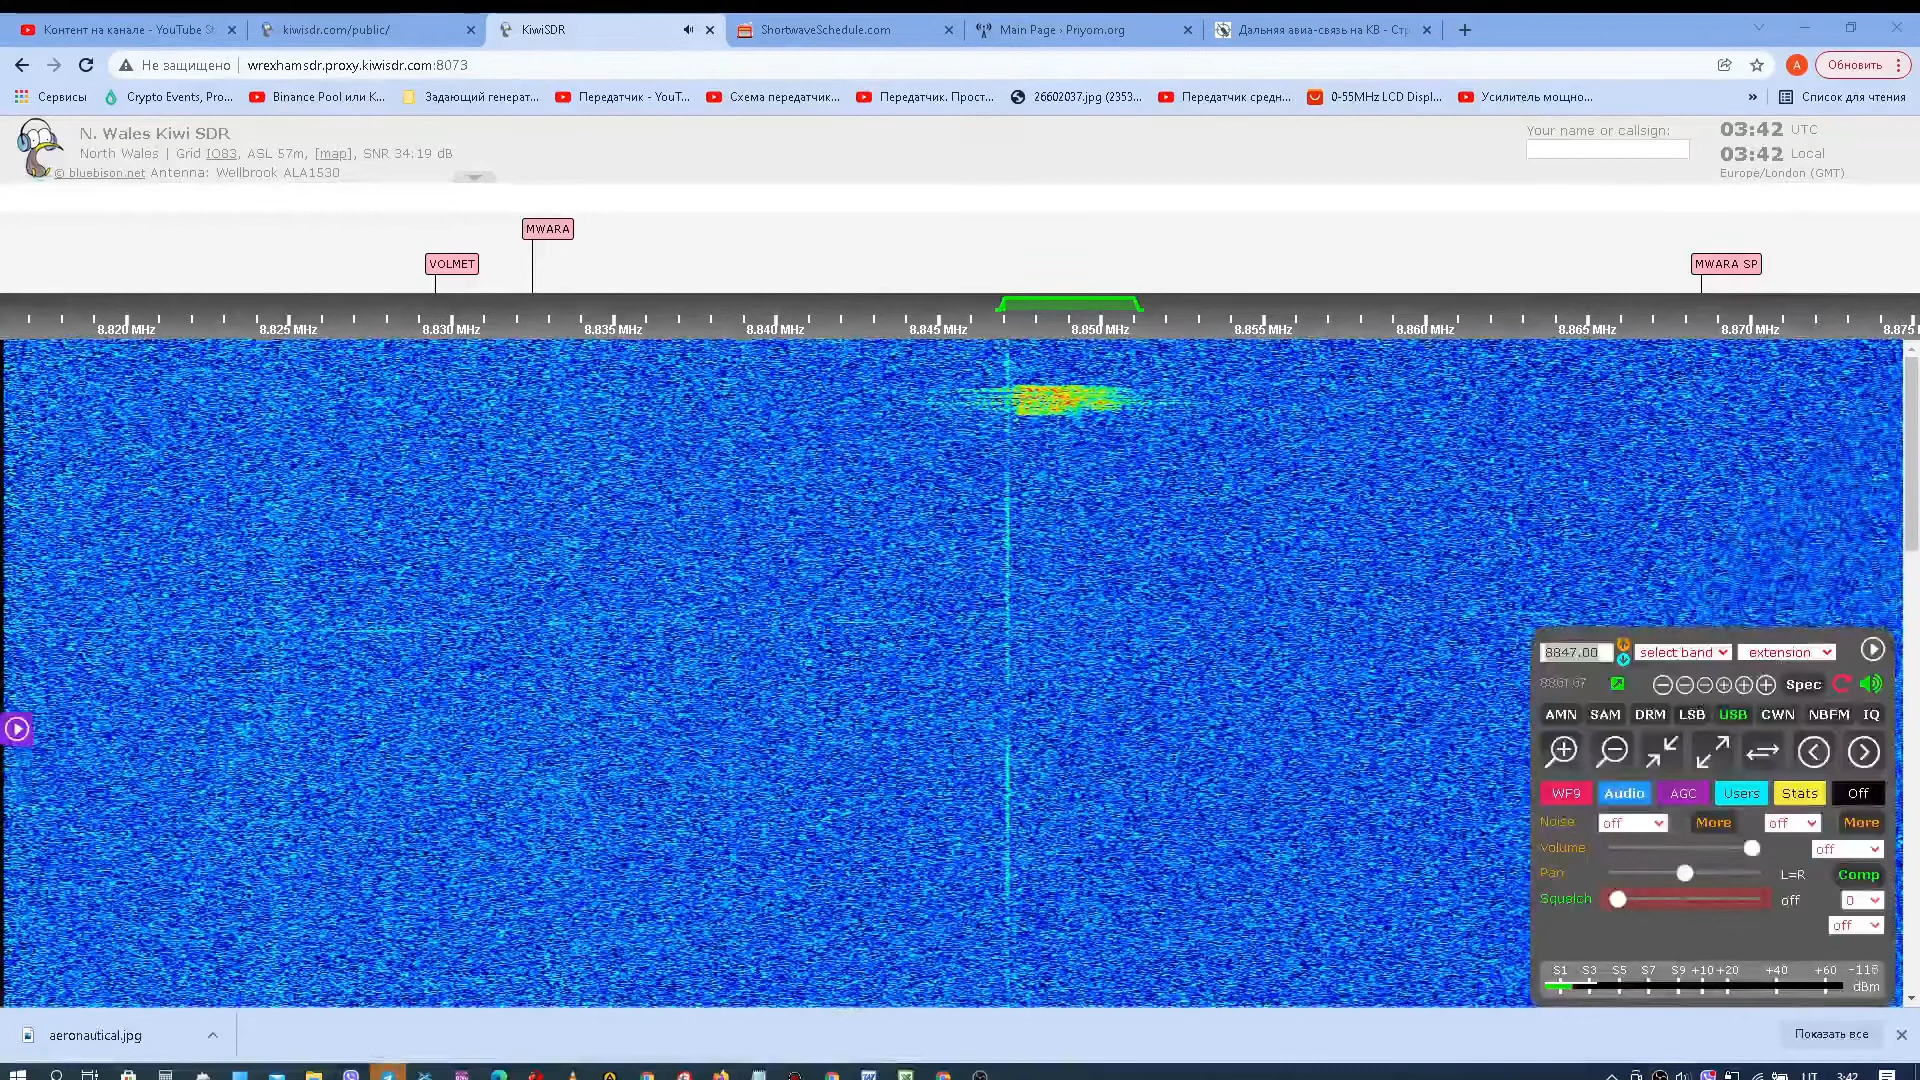 Контент на канале - YouTube St
kiwisdr.com/public/
KiwiSDR
ShortwaveSchedule.com
Main Page › Priyom.org
Дальняя авиа-связь на КВ - Стр
Не защищено
wrexhamsdr.proxy.kiwisdr.com:8073
A
Обновить
Сервисы
Crypto Events, Pro...
Binance Pool или К...
Задающий генерат...
Передатчик - YouT...
Схема передатчик...
Передатчик. Прост...
26602037.jpg (2353...
Передатчик средн...
0-55MHz LCD Displ...
Усилитель мощно...
»
Список для чтения
N. Wales Kiwi SDR
North Wales | Grid IO83, ASL 57m, [map], SNR 34:19 dB
© bluebison.net Antenna: Wellbrook ALA1530
Your name or callsign:
03:42 UTC
03:42 Local
Europe/London (GMT)
MWARA
VOLMET
MWARA SP
8.820 MHz
8.825 MHz
8.830 MHz
8.835 MHz
8.840 MHz
8.845 MHz
8.850 MHz
8.855 MHz
8.860 MHz
8.865 MHz
8.870 MHz
8.875
8847.00
select band
extension
Spec
AMN SAM DRM LSB USB CWN NBFM IQ
WF9 Audio AGC Users Stats Off
Noise off More off More
Volume off
Pan L=R Comp
Squelch off 0
off
S1 S3 S5 S7 S9 +10 +20 +40 +60 -116
dBm
aeronautical.jpg
Показать все
3:42